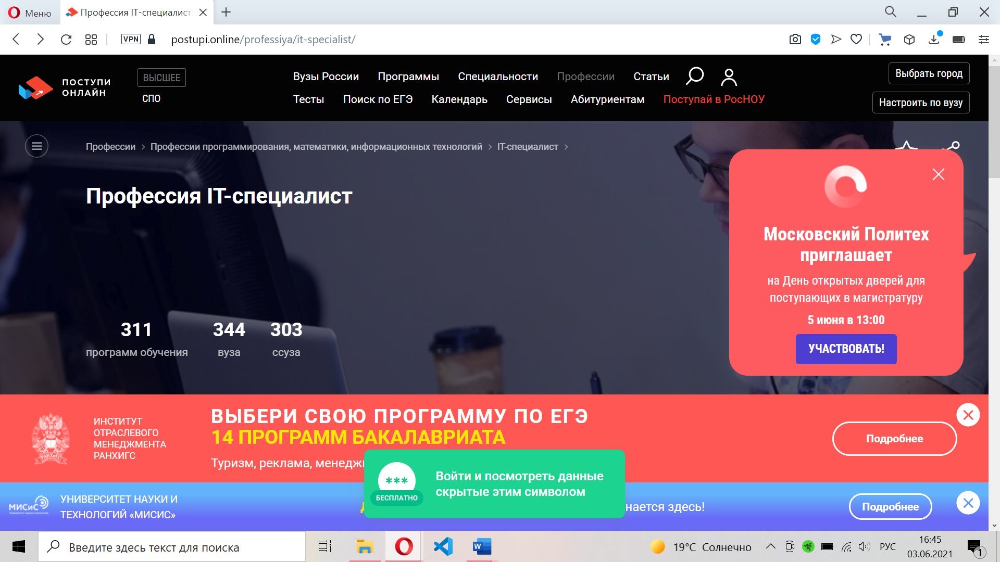 Меню
Профессия IT-специалист:
VPN
postupi.online/professiya/it-specialist/
ПОСТУПИ
ОНЛАЙН
ВЫСШЕЕ
СПО
Вузы России Программы Специальности Профессии Статьи
Тесты Поиск по ЕГЭ Календарь Сервисы Абитуриентам Поступай в РосНОУ
Выбрать город
Настроить по вузу
Профессии > Профессии программирования, математики, информационных технологий > IT-специалист >
Профессия IT-специалист
311
программ обучения
344
вуза
303
ссуза
Московский Политех
приглашает
на День открытых дверей для
поступающих в магистратуру
5 июня в 13:00
УЧАСТВОВАТЬ!
РАНХиГС
ИНСТИТУТ
ОТРАСЛЕВОГО
МЕНЕДЖМЕНТА
РАНХИГС
ВЫБЕРИ СВОЮ ПРОГРАММУ ПО ЕГЭ
14 ПРОГРАММ БАКАЛАВРИАТА
Туризм, реклама,
Подробнее
***
БЕСПЛАТНО
Войти и посмотреть данные
скрытые этим символом
МИСиС
УНИВЕРСИТЕТ НАУКИ И
ТЕХНОЛОГИЙ «МИСИС»
нается здесь!
Подробнее
Введите здесь текст для поиска
W
19°C Солнечно
РУС
16:45
03.06.2021
1